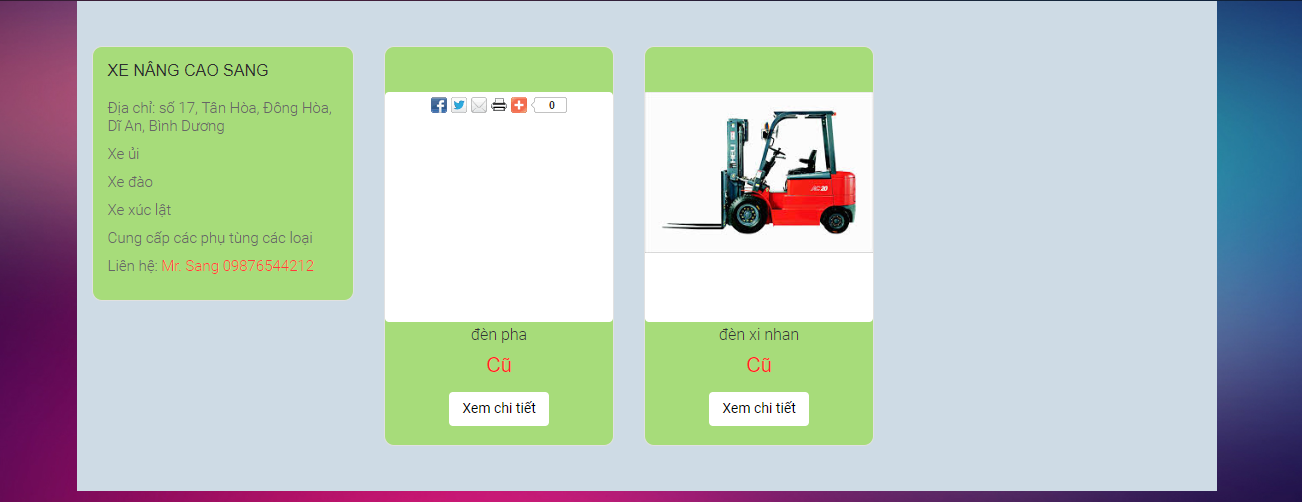 XE NÂNG CAO SANG
Địa chỉ: số 17, Tân Hòa, Đông Hòa,
Dĩ An, Bình Dương
Xe ủi
Xe đào
Xe xúc lật
Cung cấp các phụ tùng các loại
Liên hệ: Mr. Sang 09876544212
0
đèn pha
Cũ
Xem chi tiết
HELI
20
đèn xi nhan
Cũ
Xem chi tiết